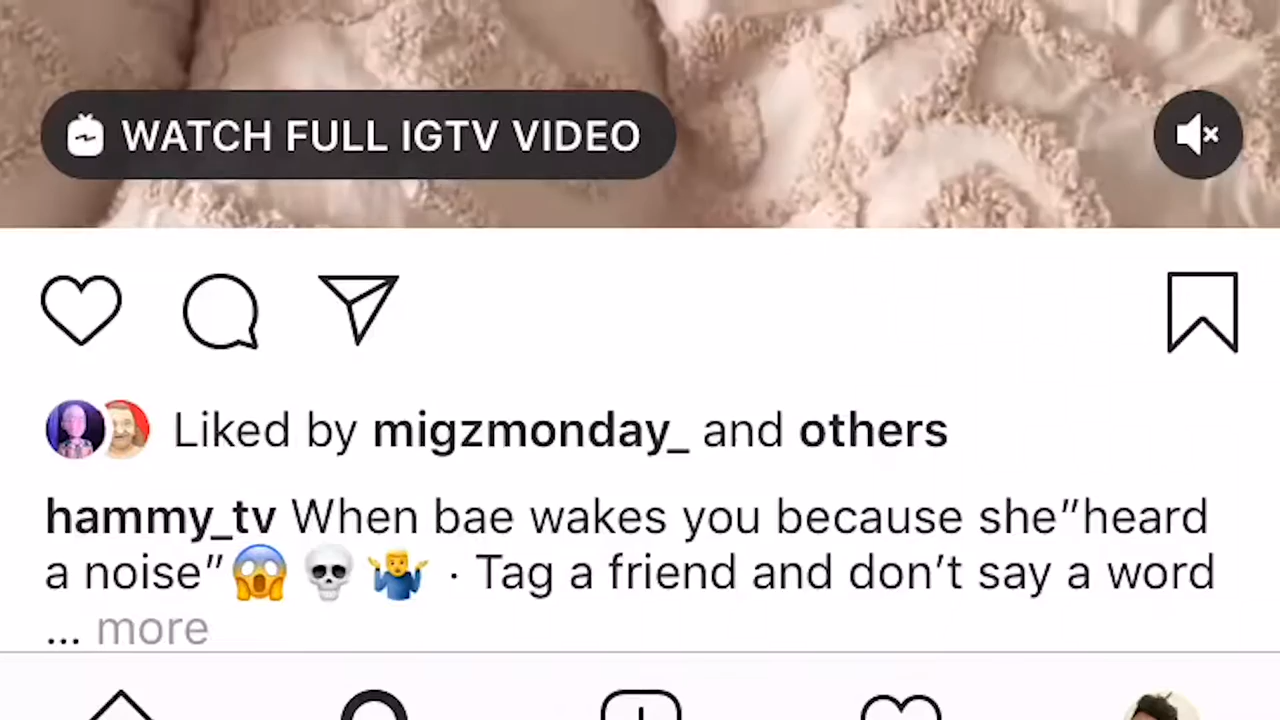 WATCH FULL IGTV VIDEO
Liked by migzmonday_ and others
hammy_tv When bae wakes you because she”heard
a noise”😱💀🤷‍♂️ · Tag a friend and don’t say a word
... more